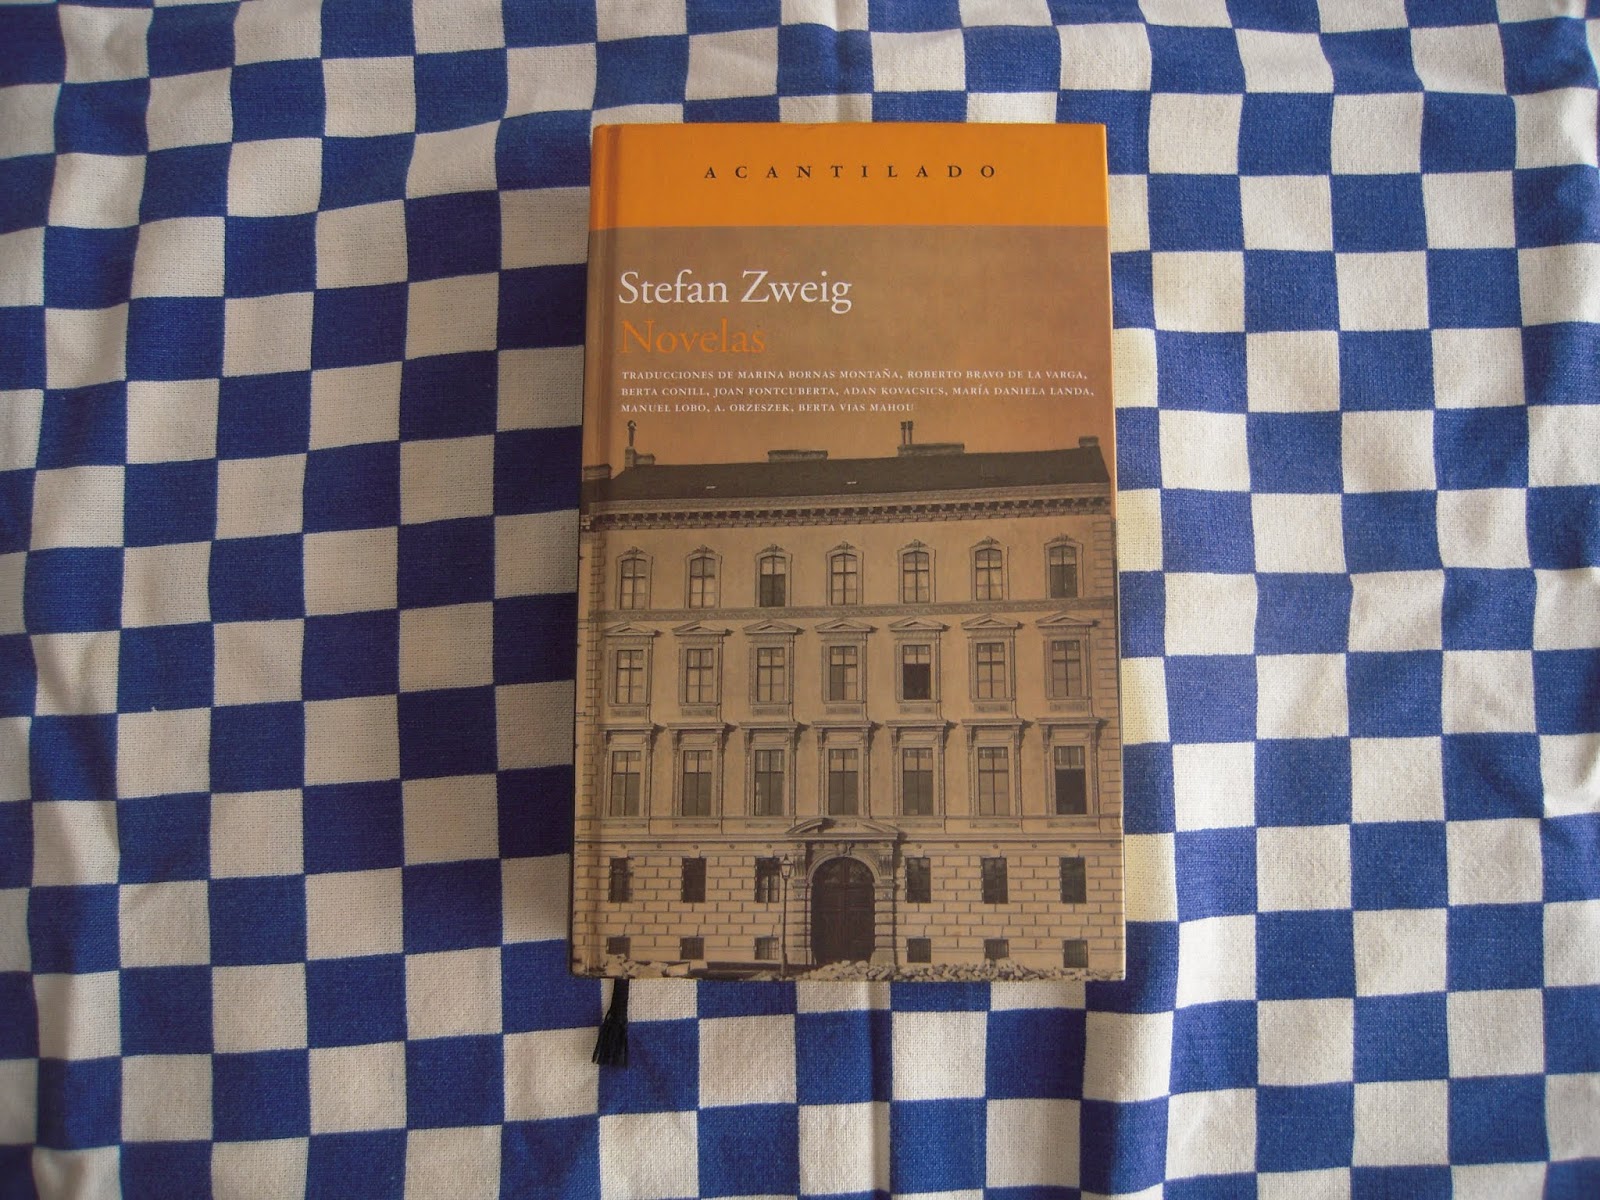 ACANTILADO
Stefan Zweig
Novelas
TRADUCCIONES DE MARINA BORNAS MONTAÑA, ROBERTO BRAVO DE LA VARGA,
BERTA CONILL, JOAN FONTCUBERTA, ADAN KOVACSICS, MARÍA DANIELA LANDA,
MANUEL LOBO, A. ORZESZEK, BERTA VIAS MAHOU